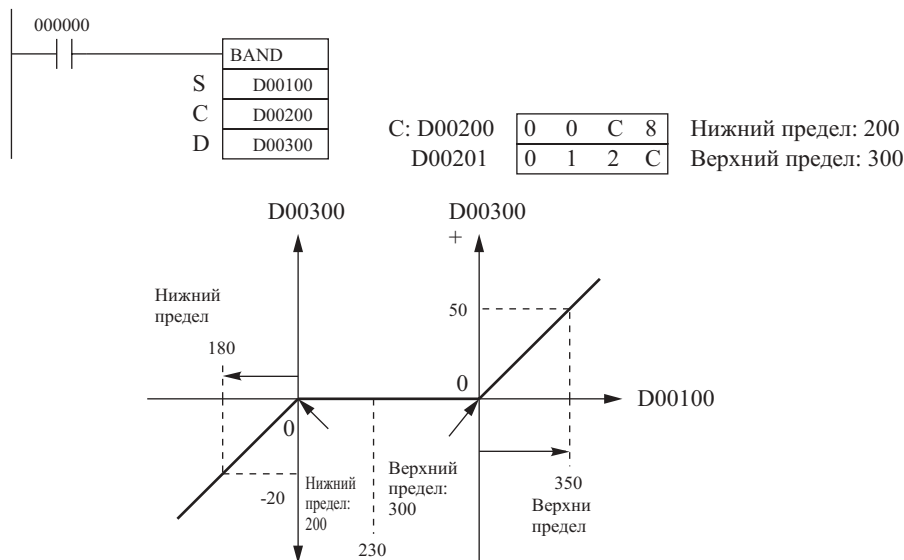 000000
BAND
S D00100
C D00200
D D00300
C: D00200 0 0 C 8 Нижний предел: 200
D00201 0 1 2 C Верхний предел: 300
D00300
D00300
+
Нижний
предел
180
50
0
D00100
0
-20
Нижний
предел:
200
Верхний
предел:
300
230
350
Верхни
предел